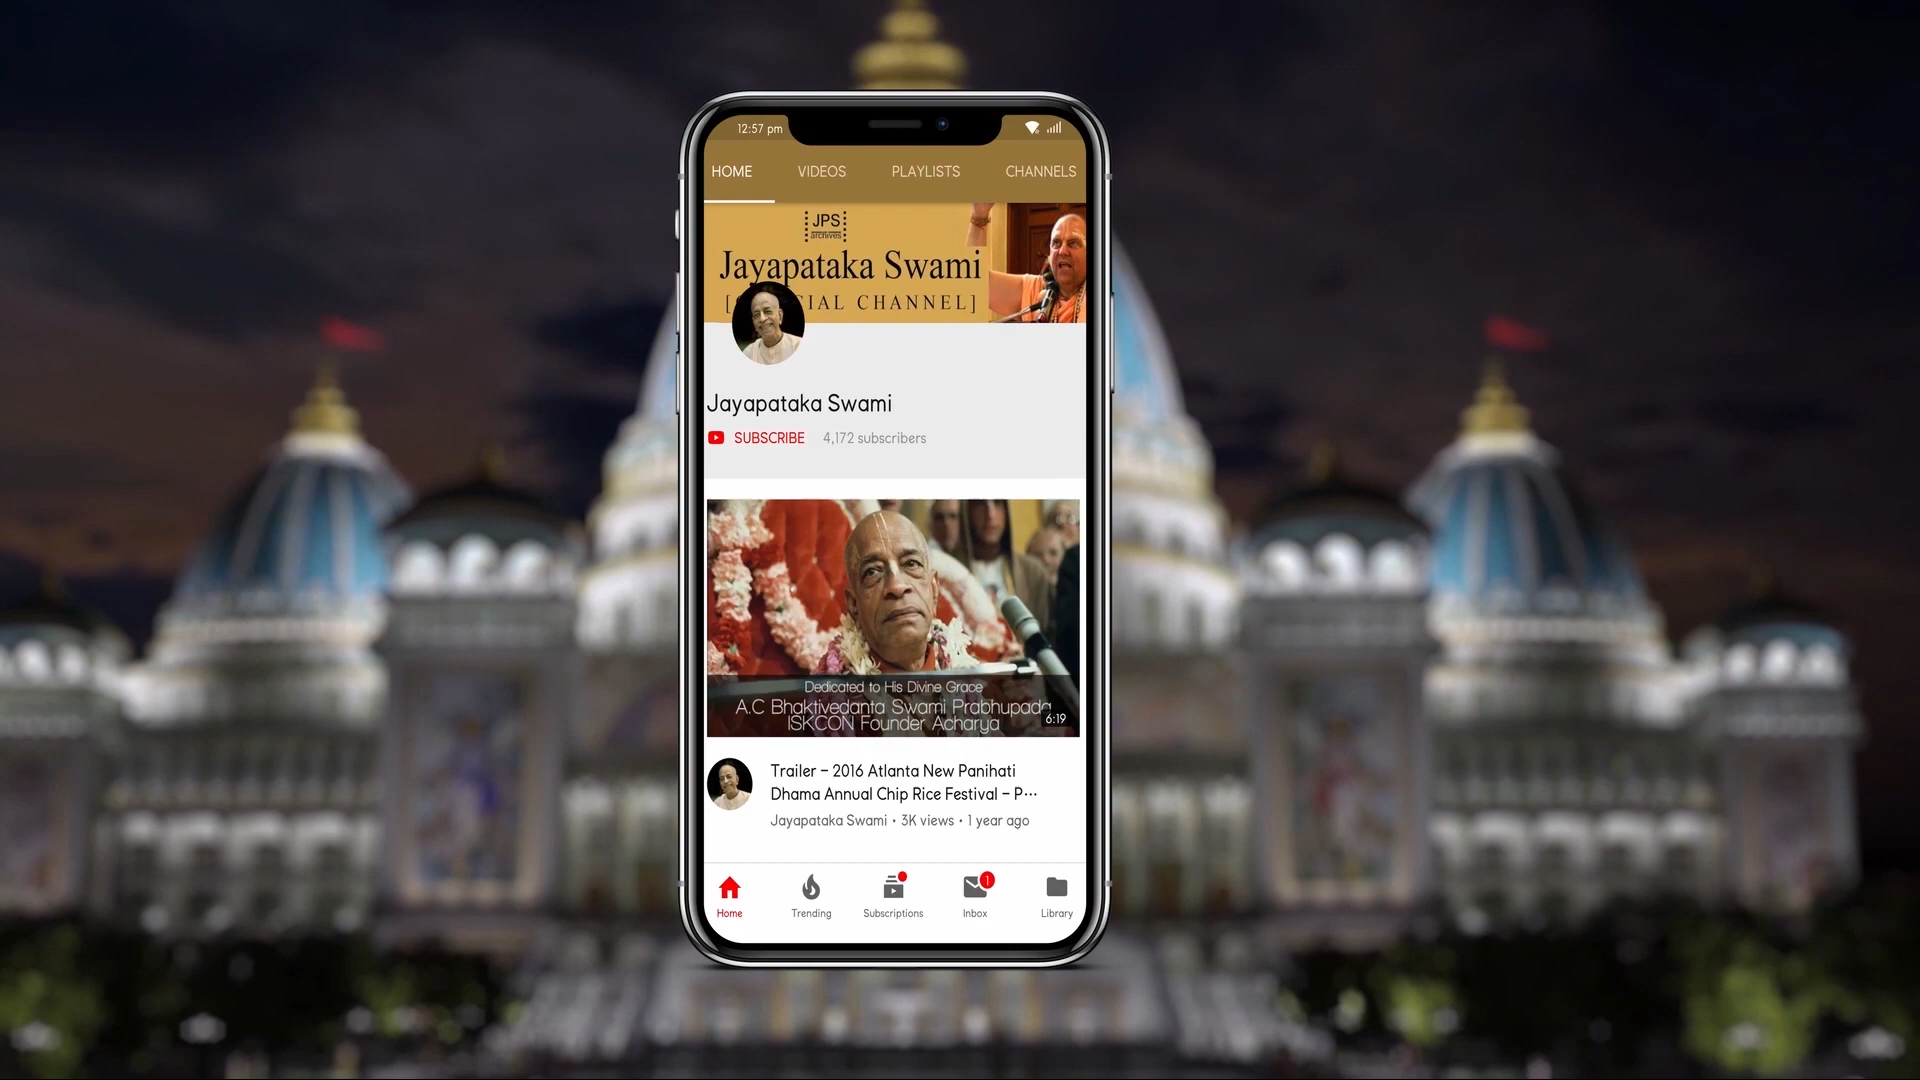 12:57 pm
HOME VIDEOS PLAYLISTS CHANNELS
JPS
archives
Jayapataka Swami
CIAL CHANNEL]
Jayapataka Swami
SUBSCRIBE 4,172 subscribers
Dedicated to His Divine Grace
A.C Bhaktivedanta Swami Prabhupada
ISKCON Founder Acharya
6:19
Trailer – 2016 Atlanta New Panihati
Dhama Annual Chip Rice Festival – P...
Jayapataka Swami • 3K views • 1 year ago
1
Home Trending Subscriptions Inbox Library